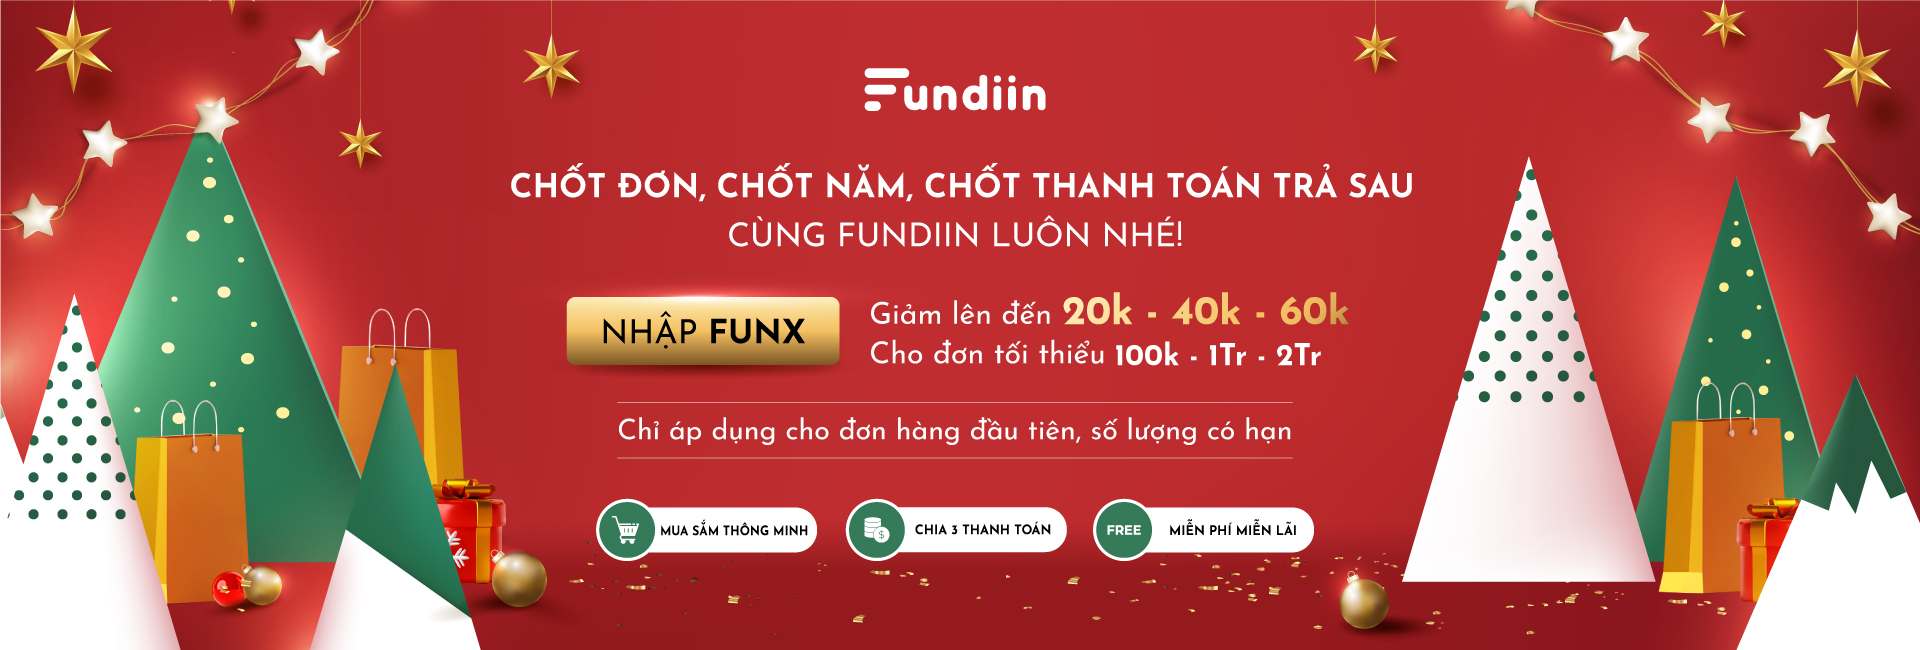 Fundiin
CHỐT ĐƠN, CHỐT NĂM, CHỐT THANH TOÁN TRẢ SAU
CÙNG FUNDIIN LUÔN NHÉ!
NHẬP FUNX
Giảm lên đến 20k - 40k - 60k
Cho đơn tối thiểu 100k - 1Tr - 2Tr
Chỉ áp dụng cho đơn hàng đầu tiên, số lượng có hạn
MUA SẮM THÔNG MINH
CHIA 3 THANH TOÁN
FREE MIỄN PHÍ MIỄN LÃI